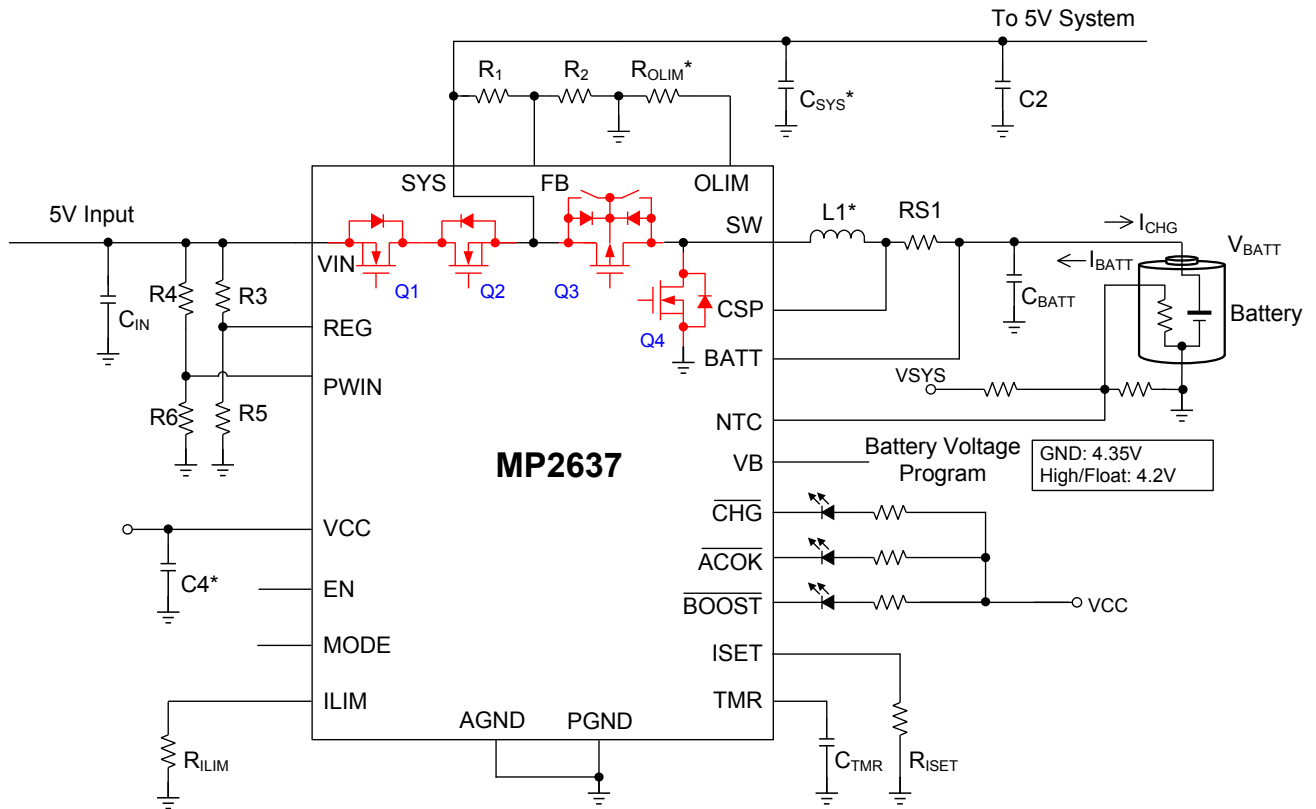 To 5V System
R1
R2
ROLIM*
CSYS*
C2
SYS
FB
OLIM
5V Input
VIN
Q1
Q2
Q3
Q4
SW
L1*
RS1
ICHG
IBATT
VBATT
CBATT
Battery
CIN
R4
R3
REG
CSP
BATT
PWIN
R6
R5
VSYS
NTC
MP2637
VB
Battery Voltage
Program
GND: 4.35V
High/Float: 4.2V
CHG
ACOK
BOOST
VCC
VCC
C4*
EN
MODE
ISET
ILIM
TMR
AGND
PGND
RILIM
CTMR
RISET